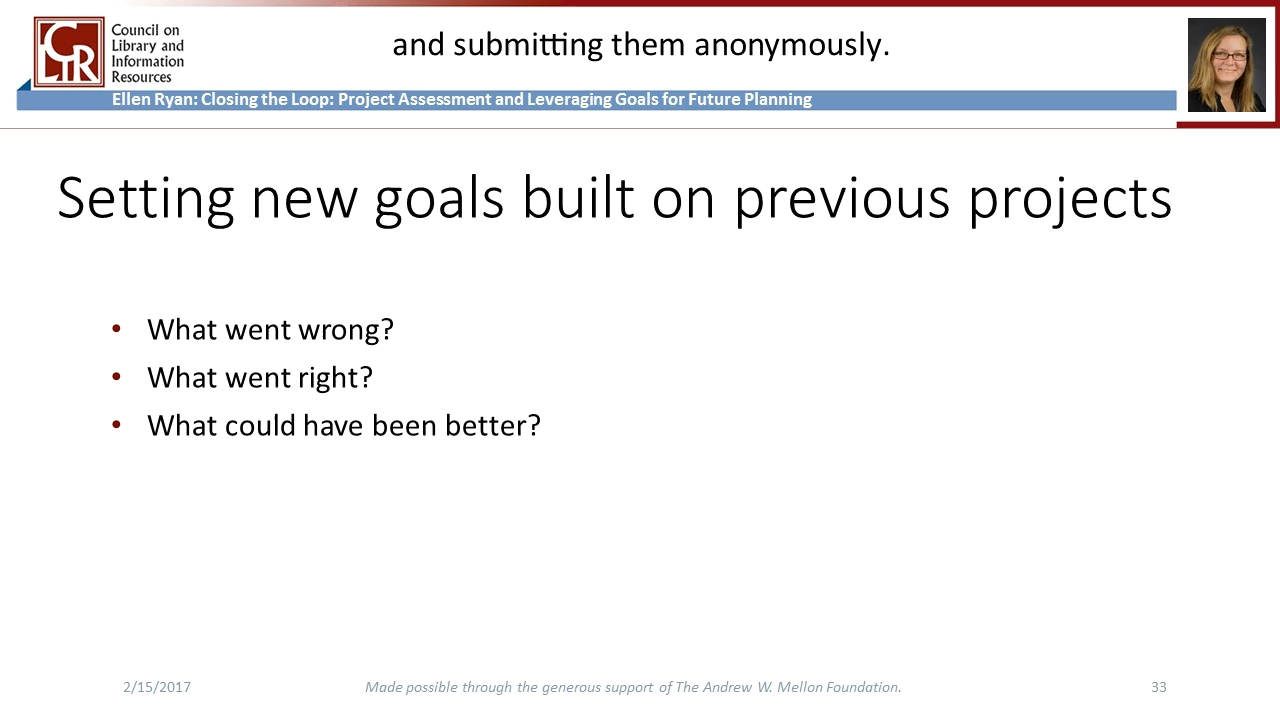 CLIR
Council on
Library and
Information
Resources
and submitting them anonymously.
Ellen Ryan: Closing the Loop: Project Assessment and Leveraging Goals for Future Planning
Setting new goals built on previous projects
• What went wrong?
• What went right?
• What could have been better?
2/15/2017
Made possible through the generous support of The Andrew W. Mellon Foundation.
33